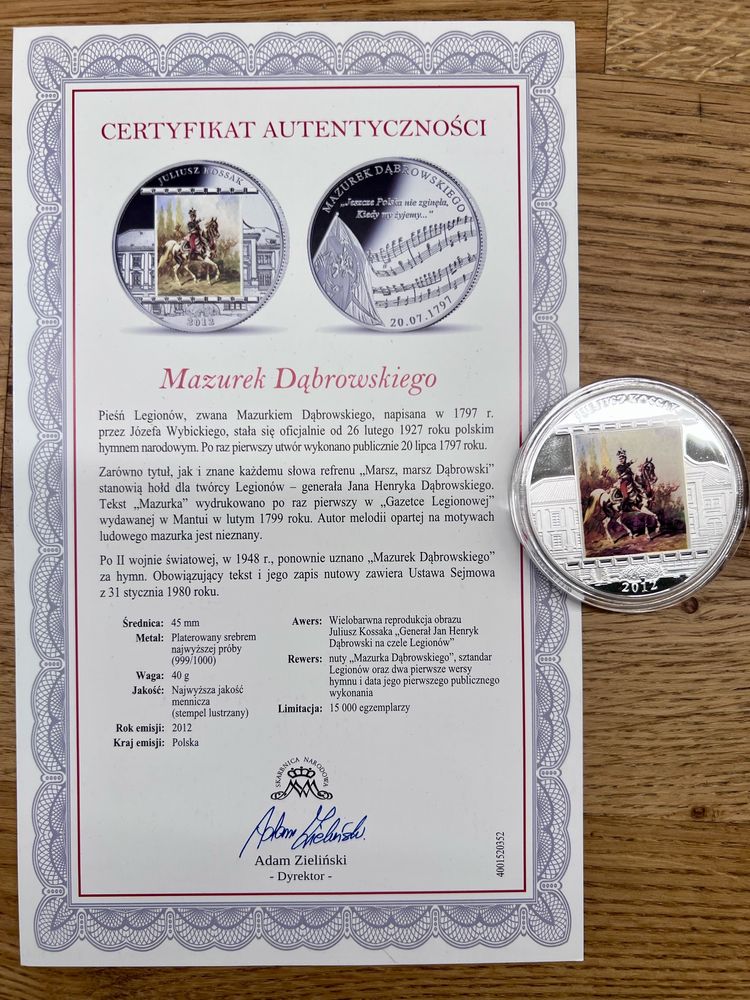 CERTYFIKAT AUTENTYCZNOŚCI
JULIUSZ KOSSAK
2012
MAZUREK DĄBROWSKIEGO
„Jeszcze Polska nie zginęła,
Kiedy my żyjemy..."
20.07.1797
Mazurek Dąbrowskiego
Pieśń Legionów, zwana Mazurkiem Dąbrowskiego, napisana w 1797 r.
przez Józefa Wybickiego, stała się oficjalnie od 26 lutego 1927 roku polskim
hymnem narodowym. Po raz pierwszy utwór wykonano publicznie 20 lipca 1797 roku.
Zarówno tytuł, jak i znane każdemu słowa refrenu „Marsz, marsz Dąbrowski"
stanowią hołd dla twórcy Legionów – generała Jana Henryka Dąbrowskiego.
Tekst „Mazurka" wydrukowano po raz pierwszy w „Gazetce Legionowej"
wydawanej w Mantui w lutym 1799 roku. Autor melodii opartej na motywach
ludowego mazurka jest nieznany.
Po II wojnie światowej, w 1948 r., ponownie uznano „Mazurek Dąbrowskiego"
za hymn. Obowiązujący tekst i jego zapis nutowy zawiera Ustawa Sejmowa
z 31 stycznia 1980 roku.
Średnica: 45 mm
Metal: Platerowany srebrem
najwyższej próby
(999/1000)
Waga: 40 g
Jakość: Najwyższa jakość
mennicza
(stempel lustrzany)
Rok emisji: 2012
Kraj emisji: Polska
Awers: Wielobarwna reprodukcja obrazu
Juliusz Kossaka „Generał Jan Henryk
Dąbrowski na czele Legionów"
Rewers: nuty „Mazurka Dąbrowskiego", sztandar
Legionów oraz dwa pierwsze wersy
hymnu i data jego pierwszego publicznego
wykonania
Limitacja: 15 000 egzemplarzy
SKARBNICA NARODOWA
Adam Zieliński
Adam Zieliński
- Dyrektor -
4001520352
JULIUSZ KOSSAK
2012